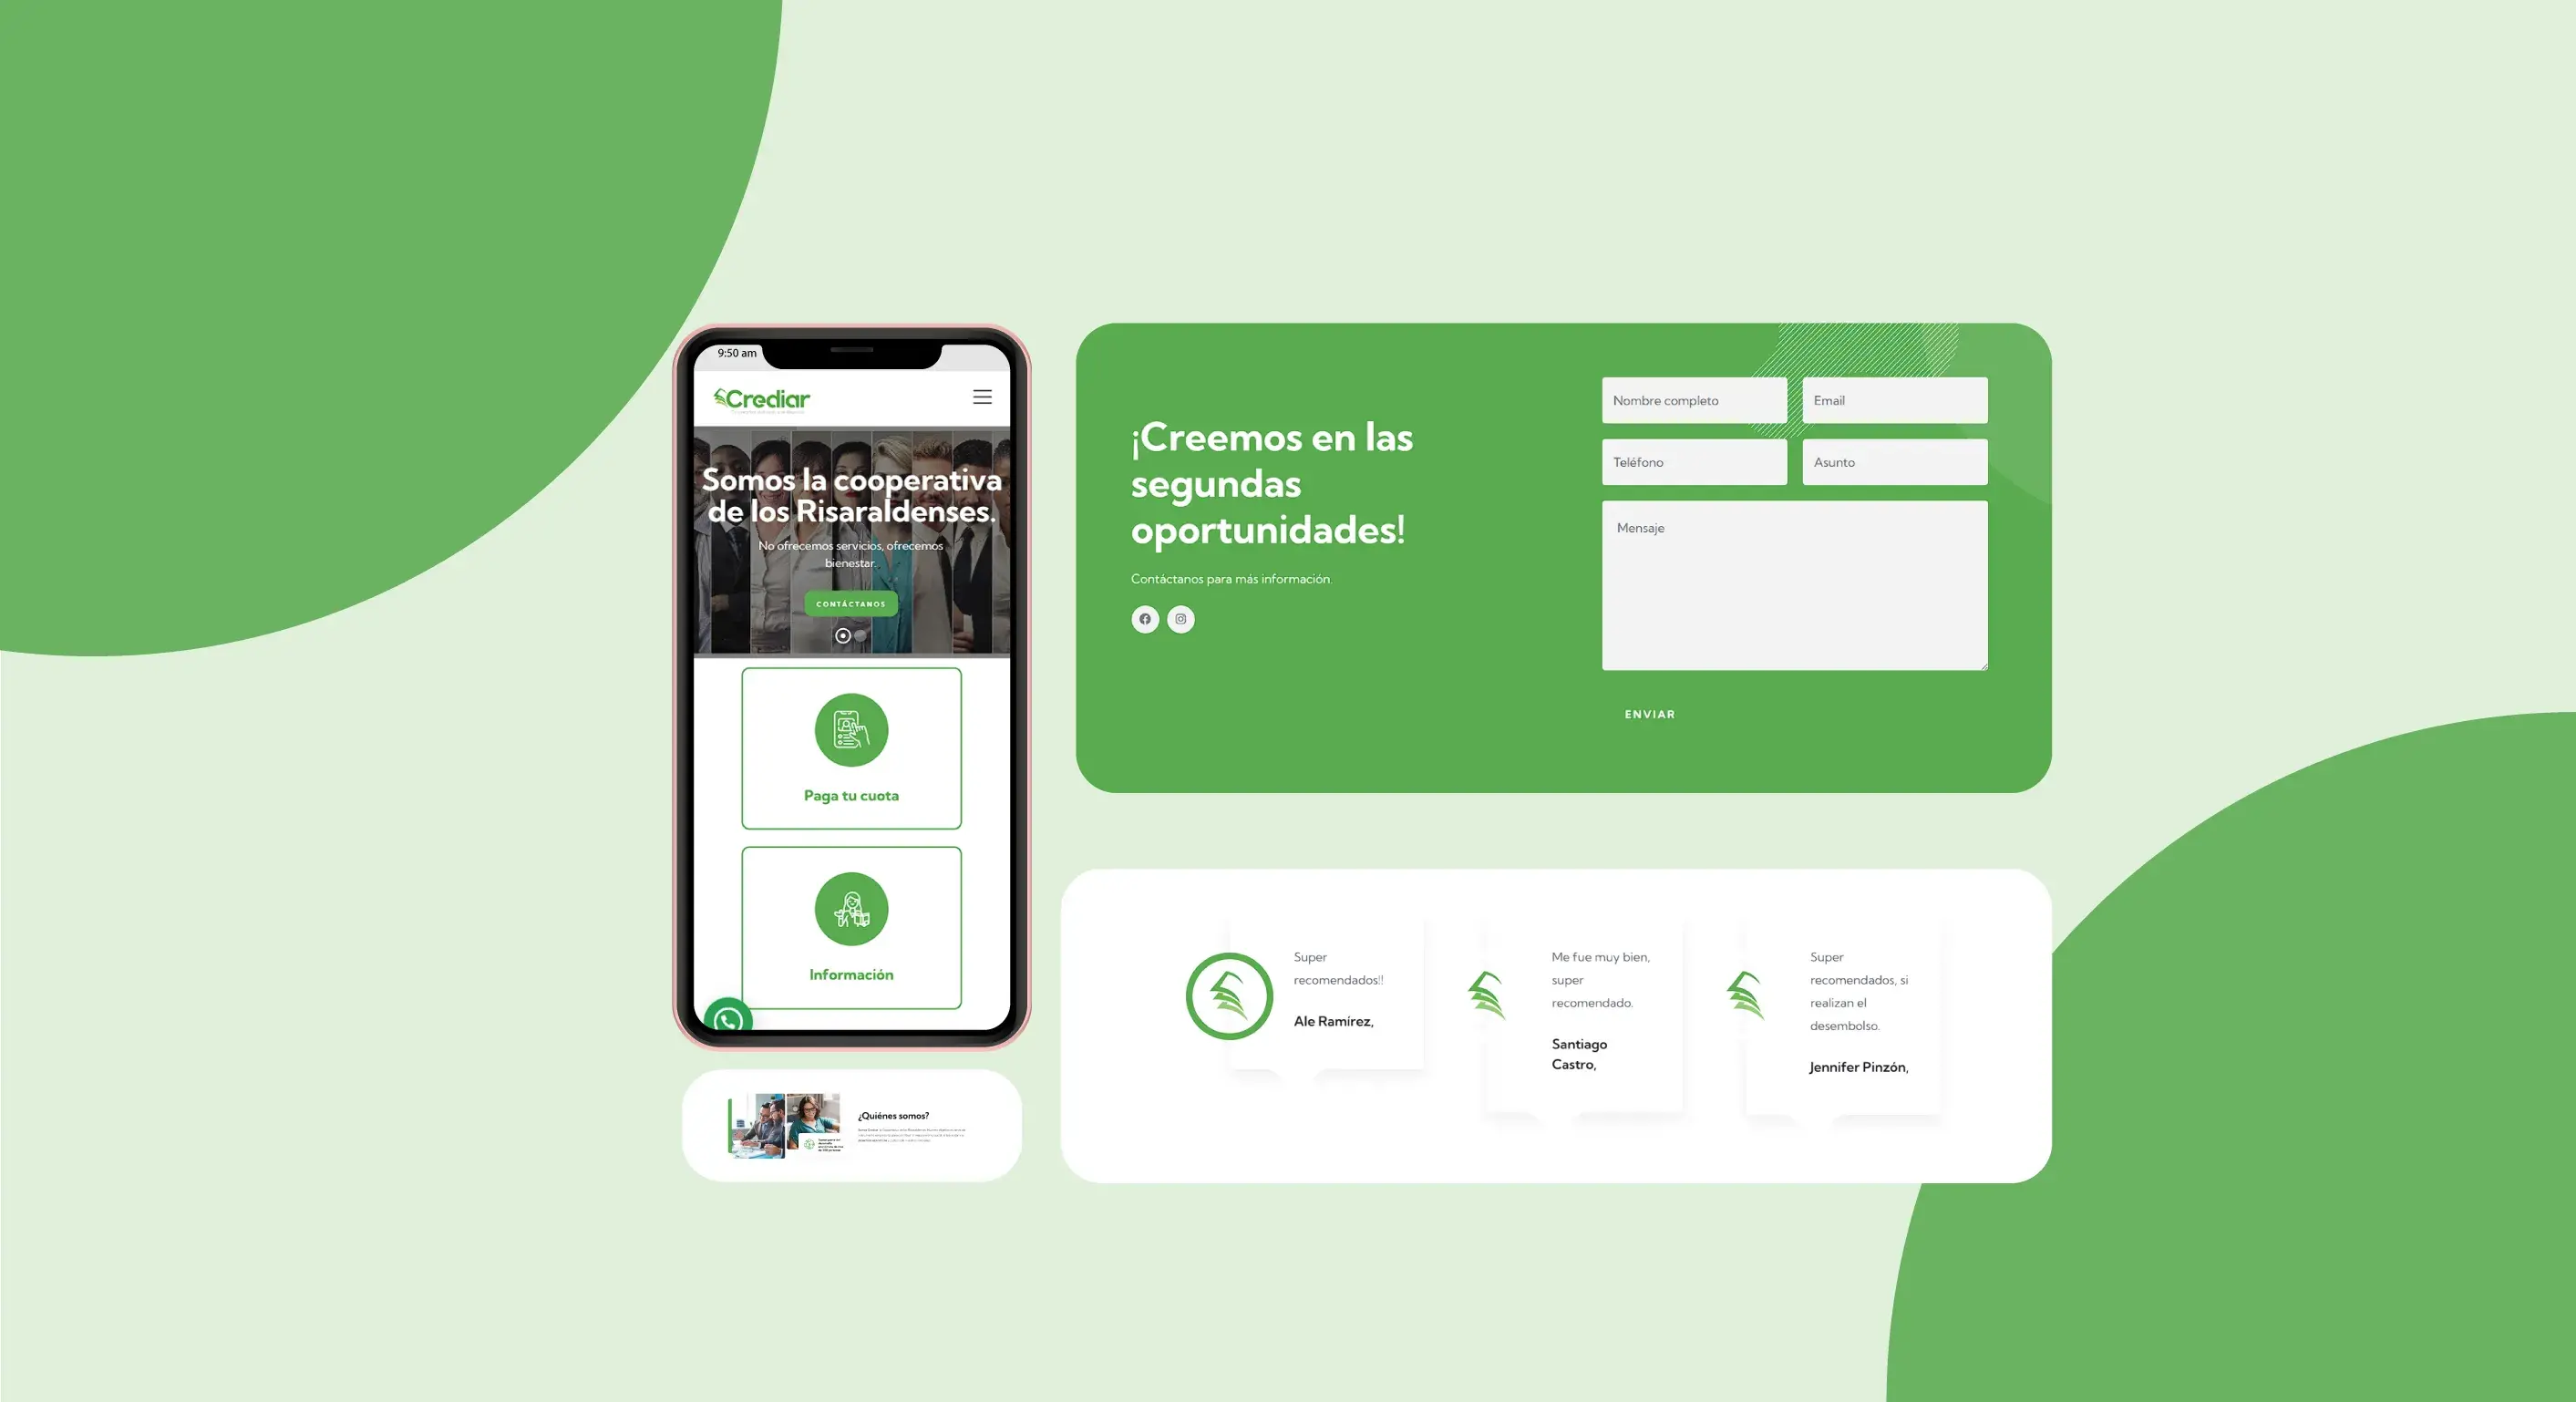 9:50 am
Crediar
Somos la cooperativa
de los Risaraldenses.
No ofrecemos servicios, ofrecemos
bienestar.
CONTÁCTANOS
Paga tu cuota
Información
¿Quiénes somos?
¡Creemos en las
segundas
oportunidades!
Contáctanos para más información.
Nombre completo
Email
Teléfono
Asunto
Mensaje
ENVIAR
Super
recomendados!!
Ale Ramírez,
Me fue muy bien,
super
recomendado.
Santiago
Castro,
Super
recomendados, si
realizan el
desembolso.
Jennifer Pinzón,